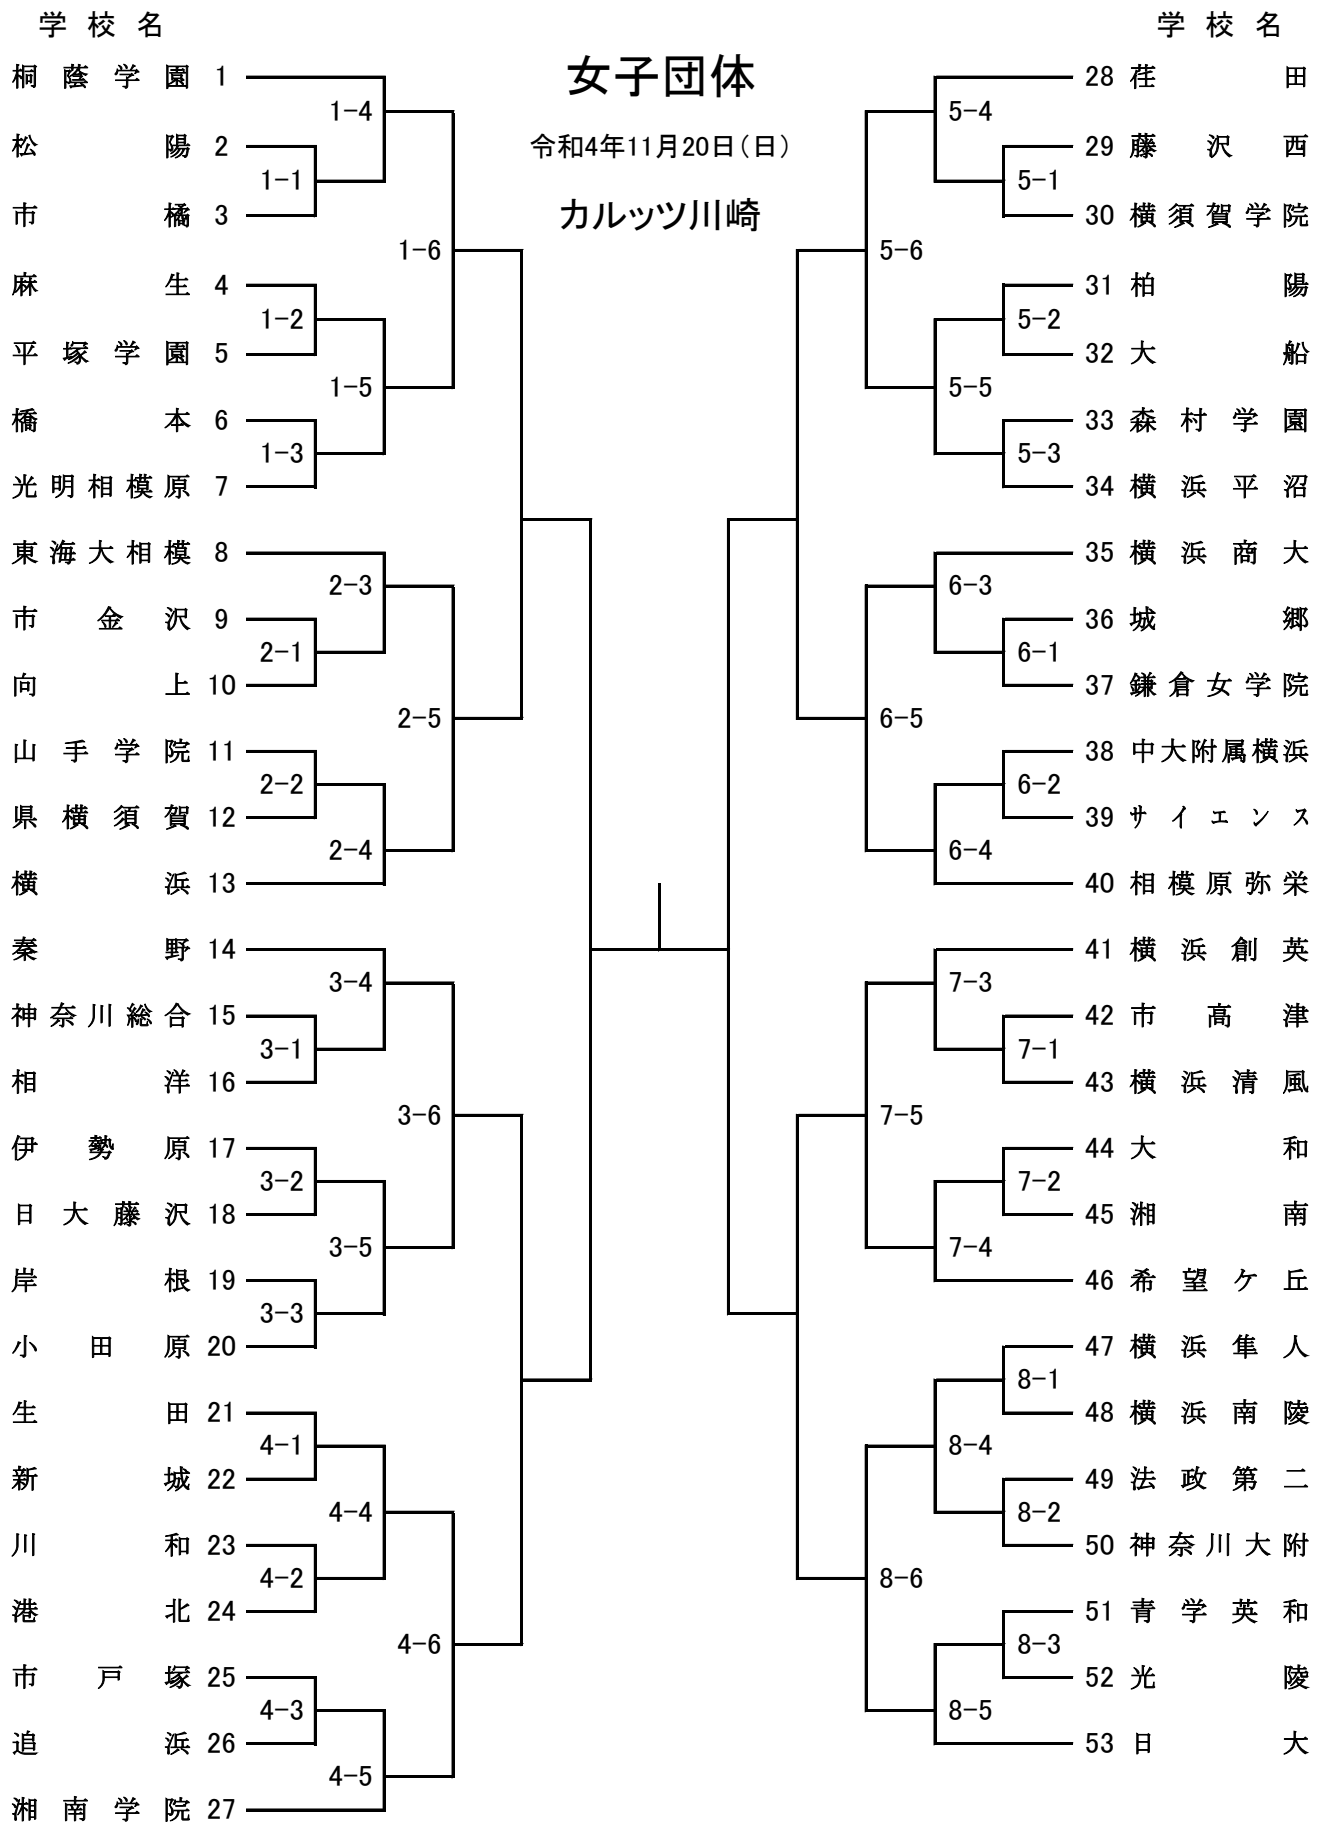 学校名
女子団体
令和4年11月20日(日)
カルッツ川崎
桐蔭学園 1
1-4
松陽 2
1-1
市橘 3
1-6
麻生 4
1-2
平塚学園 5
1-5
橋本 6
1-3
光明相模原 7
東海大相模 8
2-3
市金沢 9
2-1
向上 10
2-5
山手学院 11
2-2
県横須賀 12
2-4
横浜 13
秦野 14
3-4
神奈川総合 15
3-1
相洋 16
3-6
伊勢原 17
3-2
日大藤沢 18
3-5
岸根 19
3-3
小田原 20
生田 21
4-1
新城 22
4-4
川和 23
4-2
港北 24
4-6
市戸塚 25
4-3
追浜 26
4-5
湘南学院 27
学校名
28 荏田
5-4
29 藤沢西
5-1
30 横須賀学院
5-6
31 柏陽
5-2
32 大船
5-5
33 森村学園
5-3
34 横浜平沼
35 横浜商大
6-3
36 城郷
6-1
37 鎌倉女学院
6-5
38 中大附属横浜
6-2
39 サイエンス
6-4
40 相模原弥栄
41 横浜創英
7-3
42 市高津
7-1
43 横浜清風
7-5
44 大和
7-2
45 湘南
7-4
46 希望ケ丘
47 横浜隼人
8-1
48 横浜南陵
8-4
49 法政第二
8-2
50 神奈川大附
8-6
51 青学英和
8-3
52 光陵
8-5
53 日大